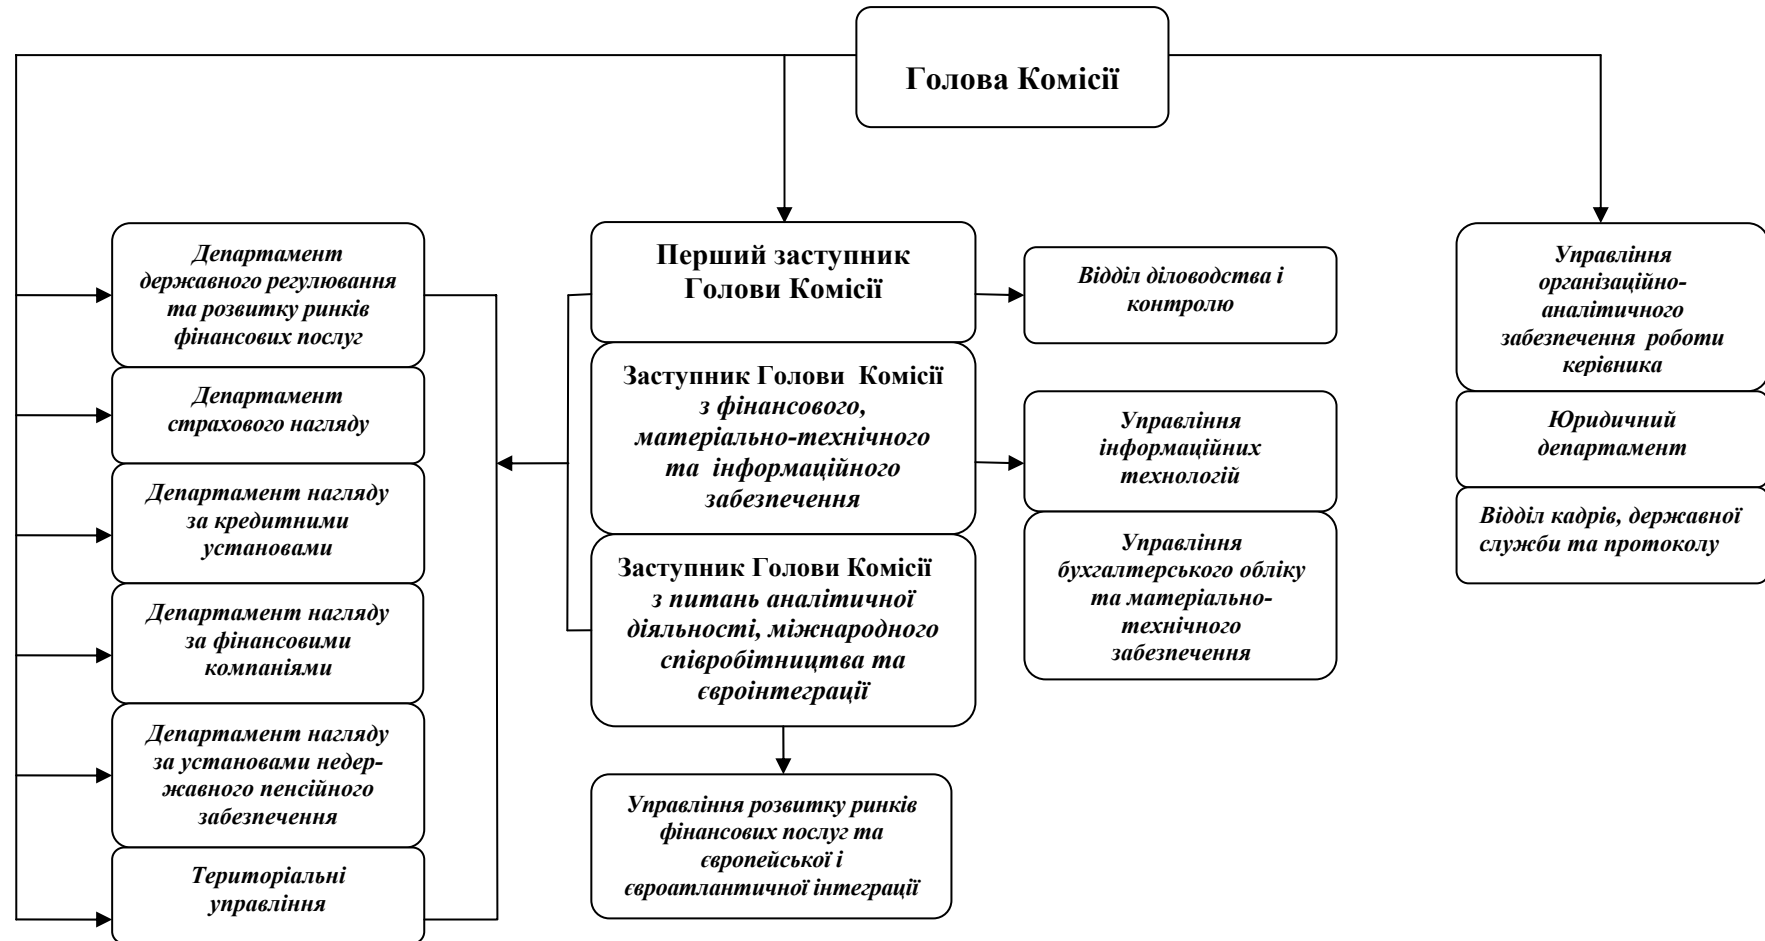 Голова Комісії
Департамент
державного регулювання
та розвитку ринків
фінансових послуг
Департамент
страхового нагляду
Департамент нагляду
за кредитними
установами
Департамент нагляду
за фінансовими
компаніями
Департамент нагляду
за установами недер-
жавного пенсійного
забезпечення
Територіальні
управління
Перший заступник
Голови Комісії
Заступник Голови Комісії
з фінансового,
матеріально-технічного
та інформаційного
забезпечення
Заступник Голови Комісії
з питань аналітичної
діяльності, міжнародного
співробітництва та
євроінтеграції
Управління розвитку ринків
фінансових послуг та
європейської і
євроатлантичної інтеграції
Відділ діловодства і
контролю
Управління
інформаційних
технологій
Управління
бухгалтерського обліку
та матеріально-
технічного
забезпечення
Управління
організаційно-
аналітичного
забезпечення роботи
керівника
Юридичний
департамент
Відділ кадрів, державної
служби та протоколу